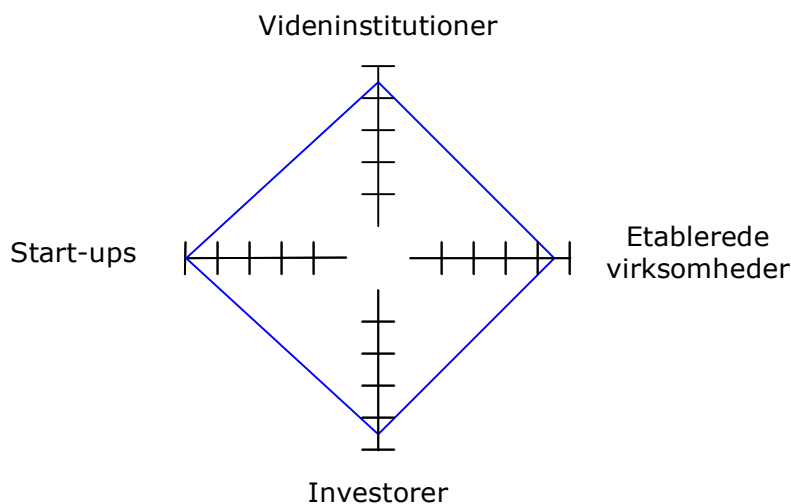 Videninstitutioner
Start-ups
Etablerede
virksomheder
Investorer